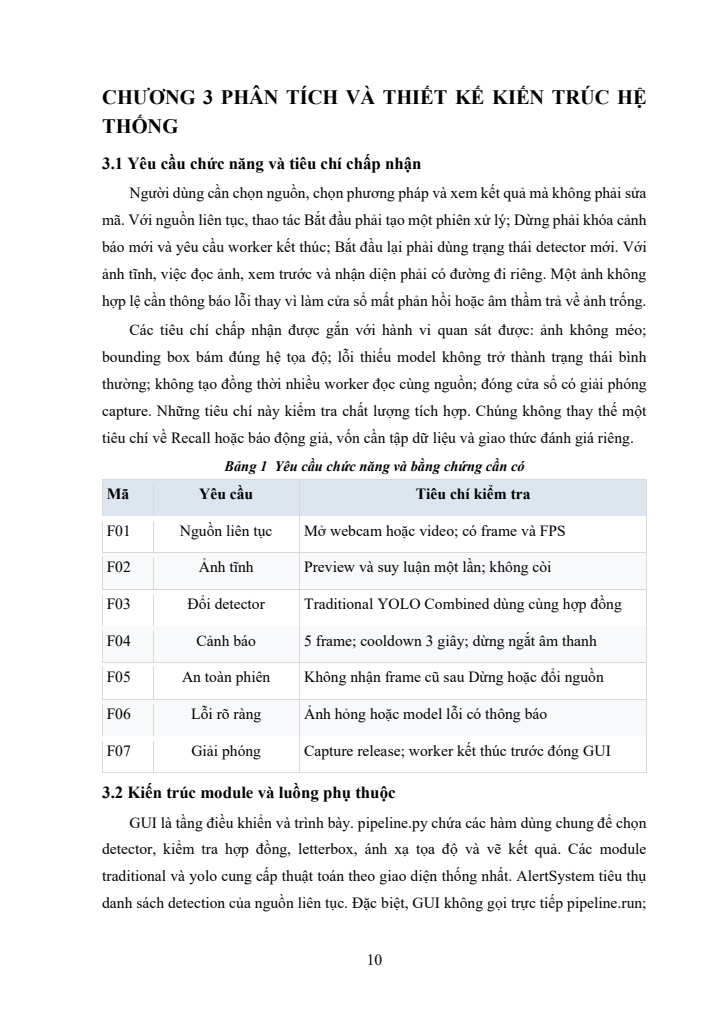 CHƯƠNG 3 PHÂN TÍCH VÀ THIẾT KẾ KIẾN TRÚC HỆ
THỐNG
3.1 Yêu cầu chức năng và tiêu chí chấp nhận
Người dùng cần chọn nguồn, chọn phương pháp và xem kết quả mà không phải sửa
mã. Với nguồn liên tục, thao tác Bắt đầu phải tạo một phiên xử lý; Dừng phải khóa cảnh
báo mới và yêu cầu worker kết thúc; Bắt đầu lại phải dùng trạng thái detector mới. Với
ảnh tĩnh, việc đọc ảnh, xem trước và nhận diện phải có đường đi riêng. Một ảnh không
hợp lệ cần thông báo lỗi thay vì làm cửa sổ mất phản hồi hoặc âm thầm trả về ảnh trống.
Các tiêu chí chấp nhận được gắn với hành vi quan sát được: ảnh không méo;
bounding box bám đúng hệ tọa độ; lỗi thiếu model không trở thành trạng thái bình
thường; không tạo đồng thời nhiều worker đọc cùng nguồn; đóng cửa sổ có giải phóng
capture. Những tiêu chí này kiểm tra chất lượng tích hợp. Chúng không thay thế một
tiêu chí về Recall hoặc báo động giả, vốn cần tập dữ liệu và giao thức đánh giá riêng.
Bảng 1 Yêu cầu chức năng và bằng chứng cần có
Mã Yêu cầu Tiêu chí kiểm tra
F01 Nguồn liên tục Mở webcam hoặc video; có frame và FPS
F02 Ảnh tĩnh Preview và suy luận một lần; không còi
F03 Đổi detector Traditional YOLO Combined dùng cùng hợp đồng
F04 Cảnh báo 5 frame; cooldown 3 giây; dừng ngắt âm thanh
F05 An toàn phiên Không nhận frame cũ sau Dừng hoặc đổi nguồn
F06 Lỗi rõ ràng Ảnh hỏng hoặc model lỗi có thông báo
F07 Giải phóng Capture release; worker kết thúc trước đóng GUI
3.2 Kiến trúc module và luồng phụ thuộc
GUI là tầng điều khiển và trình bày. pipeline.py chứa các hàm dùng chung để chọn
detector, kiểm tra hợp đồng, letterbox, ánh xạ tọa độ và vẽ kết quả. Các module
traditional và yolo cung cấp thuật toán theo giao diện thống nhất. AlertSystem tiêu thụ
danh sách detection của nguồn liên tục. Đặc biệt, GUI không gọi trực tiếp pipeline.run;
10